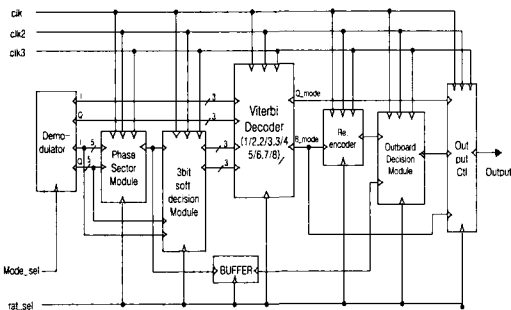 clk
clk2
clk3
I
Q
I
Q
5
5
3
3
3
3
Demo-
dulator
Phase
Sector
Module
3bit
soft
decision
Module
Viterbi
Decoder
(1/2,2/3,3/4
5/6,7/8)
Q_mode
8_mode
Re.
encoder
Outboard
Decision
Module
Out
put
Ctl
Output
BUFFER
Mode_sel
rat_sel